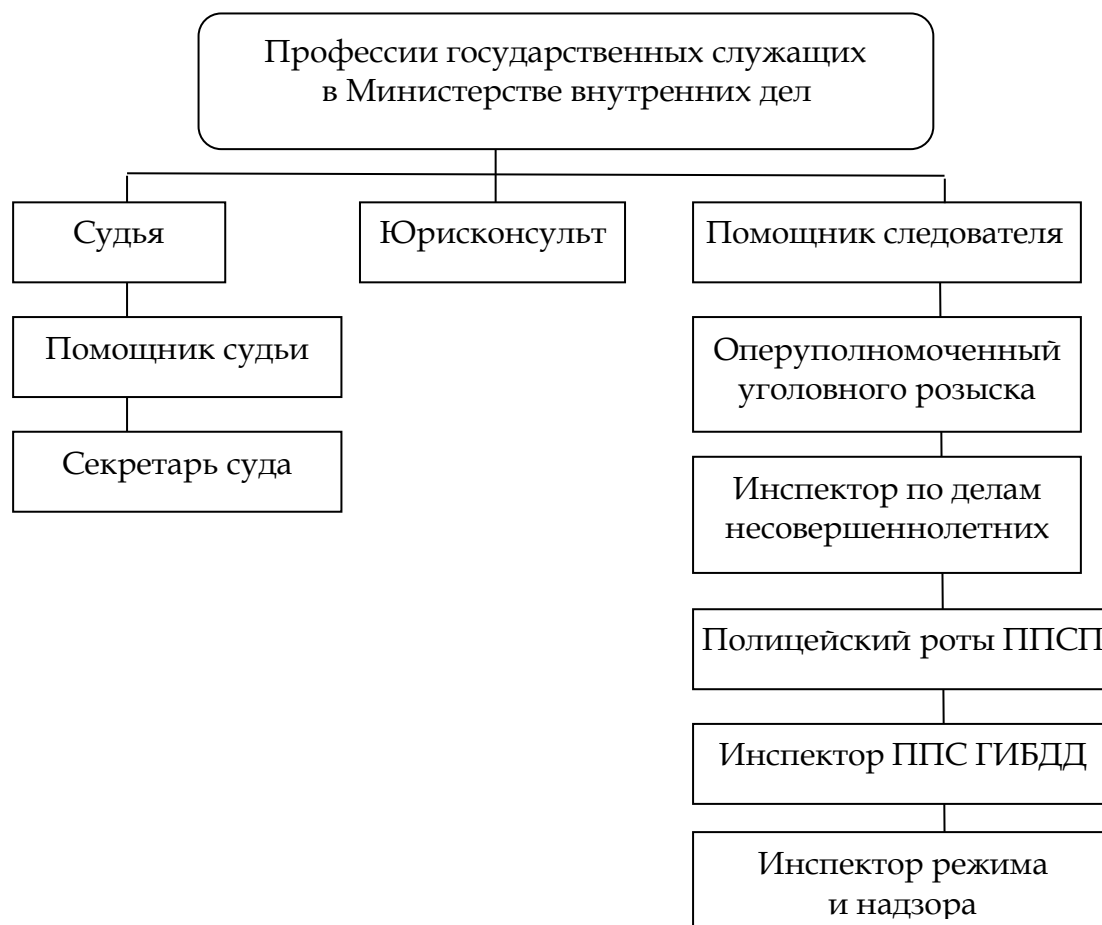 Профессии государственных служащих
в Министерстве внутренних дел
Судья
Юрисконсульт
Помощник следователя
Помощник судьи
Оперуполномоченный
уголовного розыска
Секретарь суда
Инспектор по делам
несовершеннолетних
Полицейский роты ППСП
Инспектор ППС ГИБДД
Инспектор режима
и надзора